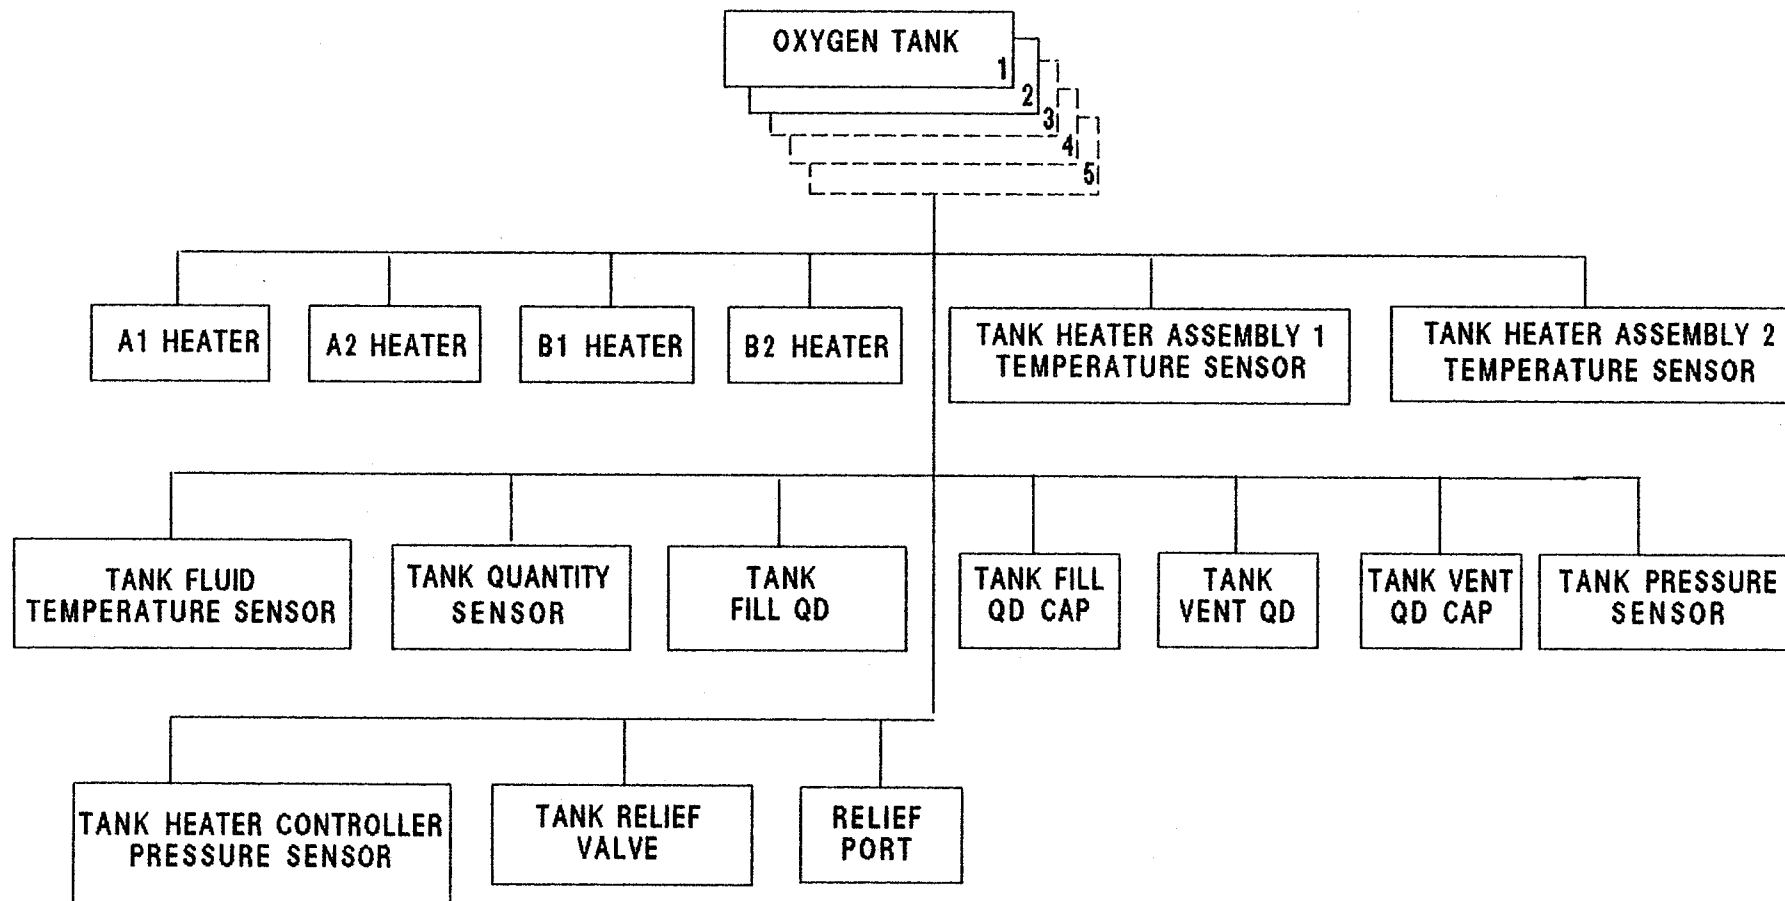 OXYGEN TANK
1
2
3
4
5
A1 HEATER
A2 HEATER
B1 HEATER
B2 HEATER
TANK HEATER ASSEMBLY 1
TEMPERATURE SENSOR
TANK HEATER ASSEMBLY 2
TEMPERATURE SENSOR
TANK FLUID
TEMPERATURE SENSOR
TANK QUANTITY
SENSOR
TANK
FILL QD
TANK FILL
QD CAP
TANK
VENT QD
TANK VENT
QD CAP
TANK PRESSURE
SENSOR
TANK HEATER CONTROLLER
PRESSURE SENSOR
TANK RELIEF
VALVE
RELIEF
PORT